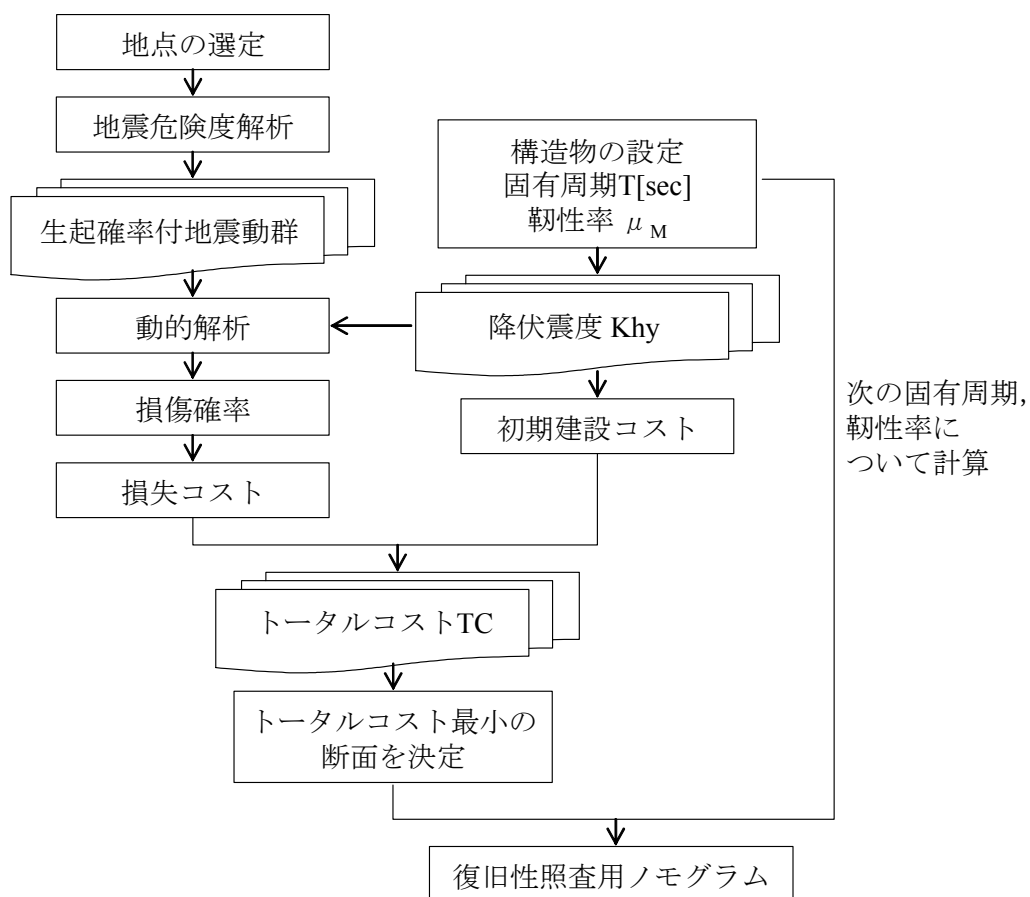 地点の選定
地震危険度解析
生起確率付地震動群
動的解析
損傷確率
損失コスト
構造物の設定
固有周期T[sec]
靭性率 μM
降伏震度 Khy
初期建設コスト
次の固有周期,
靭性率に
ついて計算
トータルコストTC
トータルコスト最小の
断面を決定
復旧性照査用ノモグラム